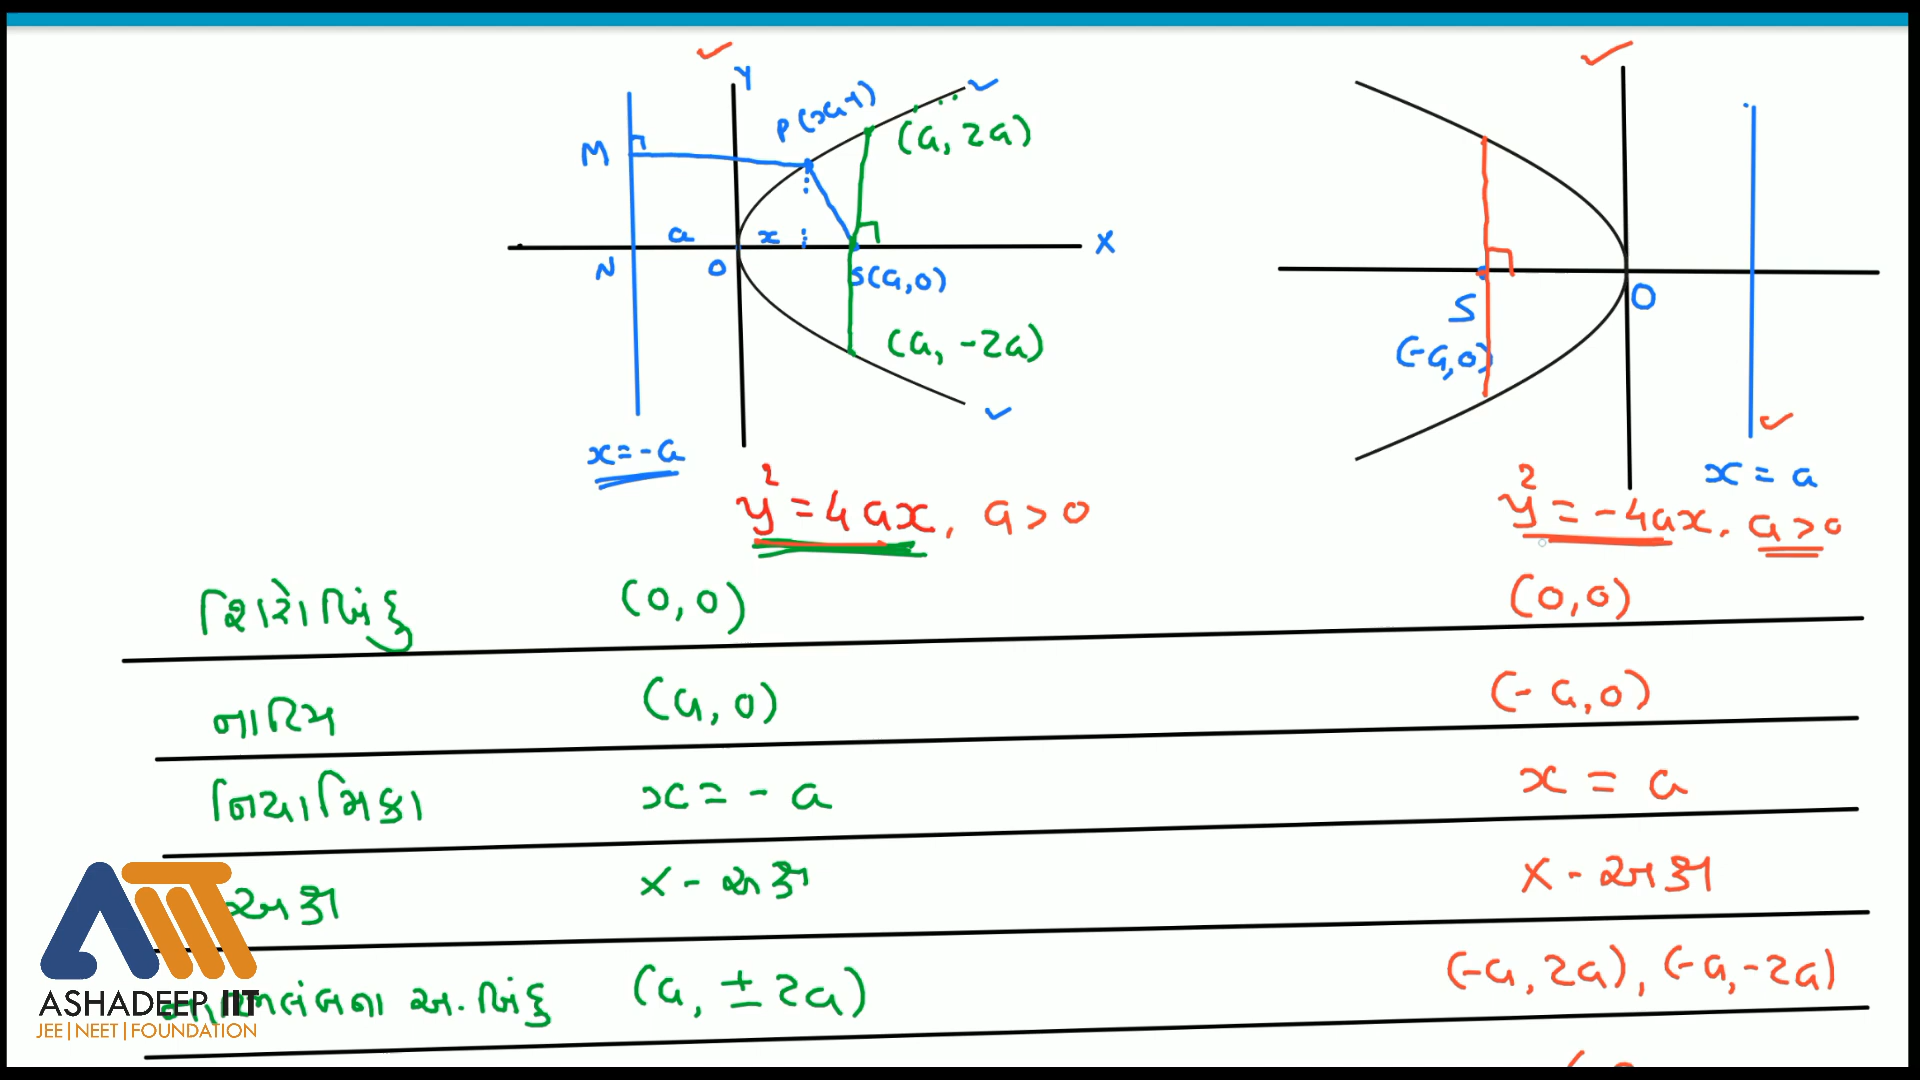 Y
P(x,y)
(a, 2a)
M
a
x
X
N
O
S(a,0)
(a, -2a)
x = -a
y² = 4ax, a > 0
O
S
(-a,0)
x = a
y² = -4ax, a > 0
શિરોબિંદુ (0,0) (0,0)
નાભિ (a,0) (-a,0)
નિયામિકા x = -a x = a
અક્ષ X - અક્ષ X - અક્ષ
નાભિલંબના અ. બિંદુ (a, ±2a) (-a, 2a), (-a, -2a)
ASHADEEP IIT
JEE | NEET | FOUNDATION